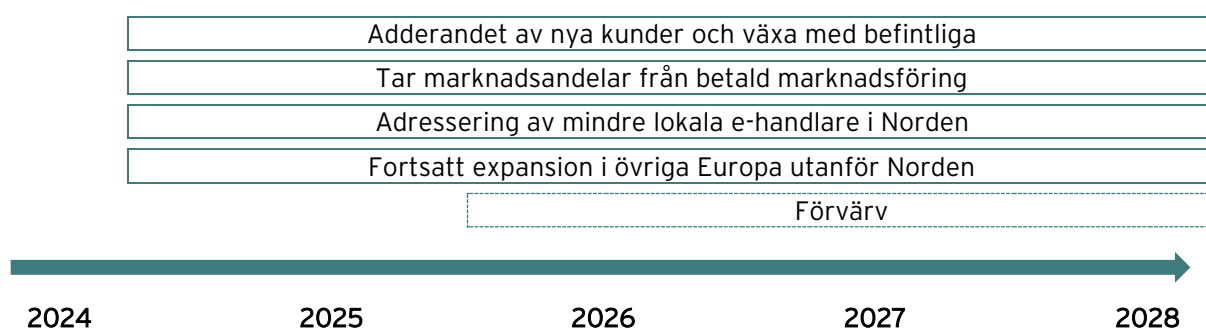 Adderandet av nya kunder och växa med befintliga
Tar marknadsandelar från betald marknadsföring
Adressering av mindre lokala e-handlare i Norden
Fortsatt expansion i övriga Europa utanför Norden
Förvärv
2024 2025 2026 2027 2028